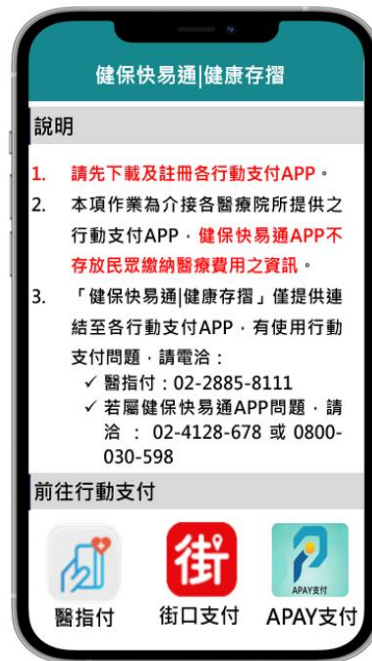 健保快易通|健康存摺
說明
1. 請先下載及註冊各行動支付APP。
2. 本項作業為介接各醫療院所提供之
行動支付APP，健保快易通APP不
存放民眾繳納醫療費用之資訊。
3. 「健保快易通|健康存摺」僅提供連
結至各行動支付APP，有使用行動
支付問題，請電洽：
✓ 醫指付：02-2885-8111
✓ 若屬健保快易通APP問題，請
洽 ： 02-4128-678 或 0800-
030-598
前往行動支付
街
APAY支付
醫指付 街口支付 APAY支付